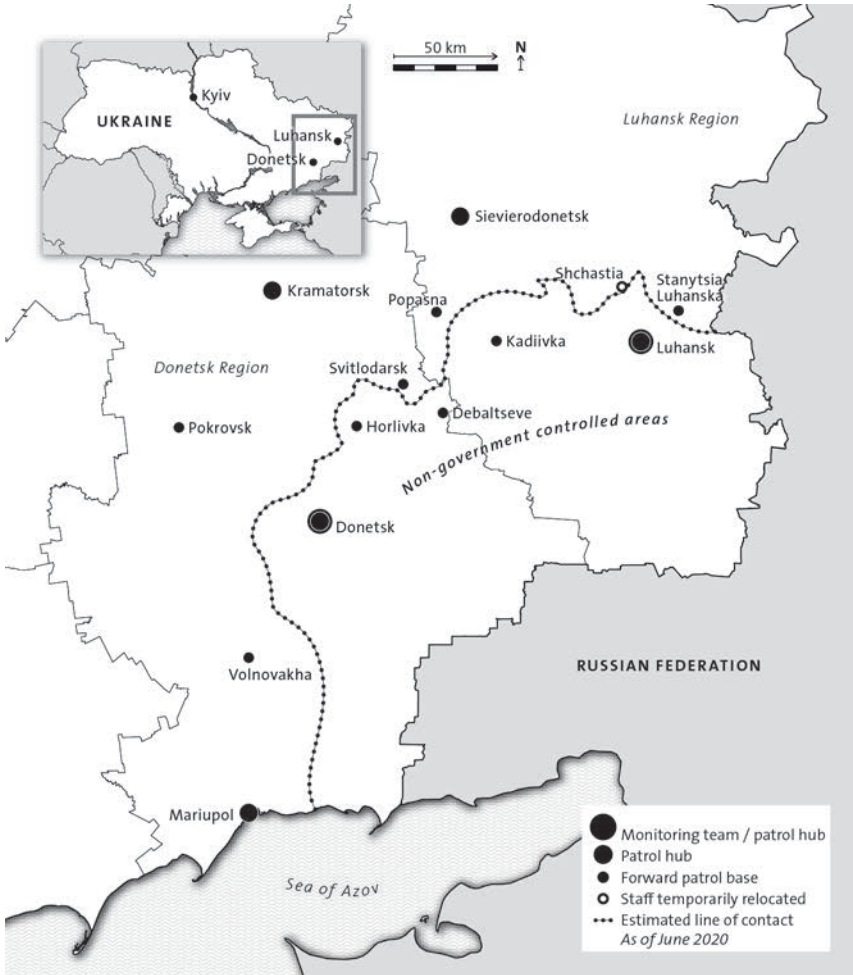 50 km
N
Kyiv
UKRAINE
Luhansk
Donetsk
Luhansk Region
Sievierodonetsk
Shchastia
Stanytsia
Luhanska
Kramatorsk
Popasna
Kadiivka
Luhansk
Donetsk Region
Svitlodarsk
Debaltseve
Pokrovsk
Horlivka
Non-government controlled areas
Donetsk
Volnovakha
RUSSIAN FEDERATION
Mariupol
Sea of Azov
Monitoring team / patrol hub
Patrol hub
Forward patrol base
Staff temporarily relocated
Estimated line of contact
As of June 2020